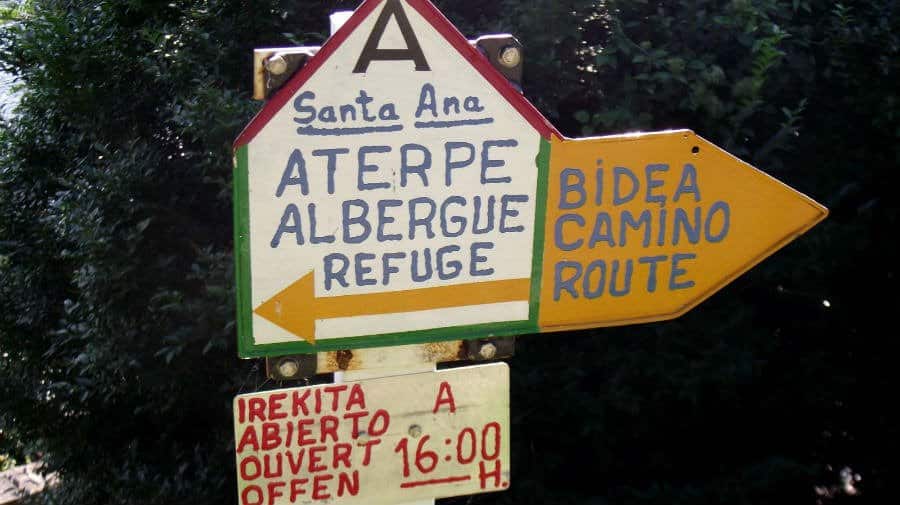 A
Santa Ana
ATERPE
ALBERGUE
REFUGE
BIDEA
CAMINO
ROUTE
IREKITA A
ABIERTO
OUVERT 16:00
OFFEN H.